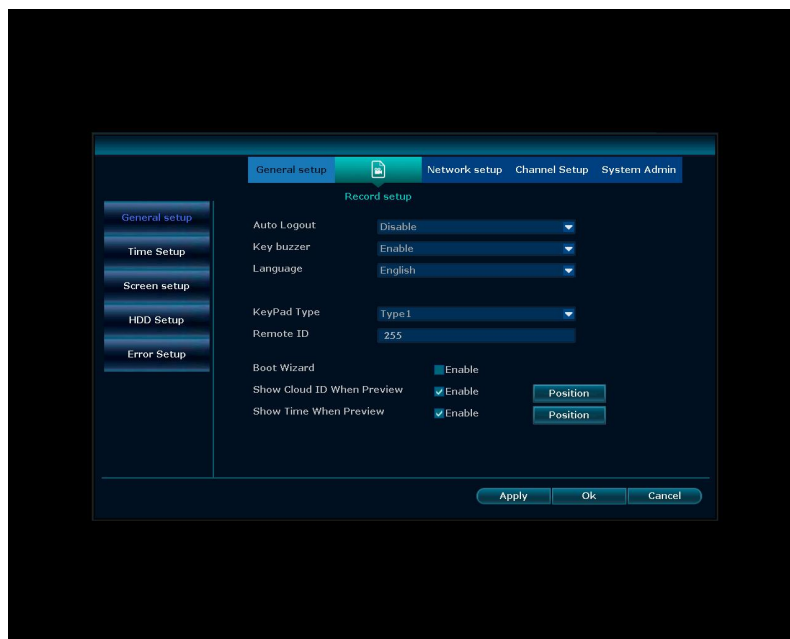 General setup Network setup Channel Setup System Admin
Record setup
General setup
Time Setup
Screen setup
HDD Setup
Error Setup
Auto Logout Disable
Key buzzer Enable
Language English
KeyPad Type Type1
Remote ID 255
Boot Wizard Enable
Show Cloud ID When Preview Enable Position
Show Time When Preview Enable Position
Apply Ok Cancel